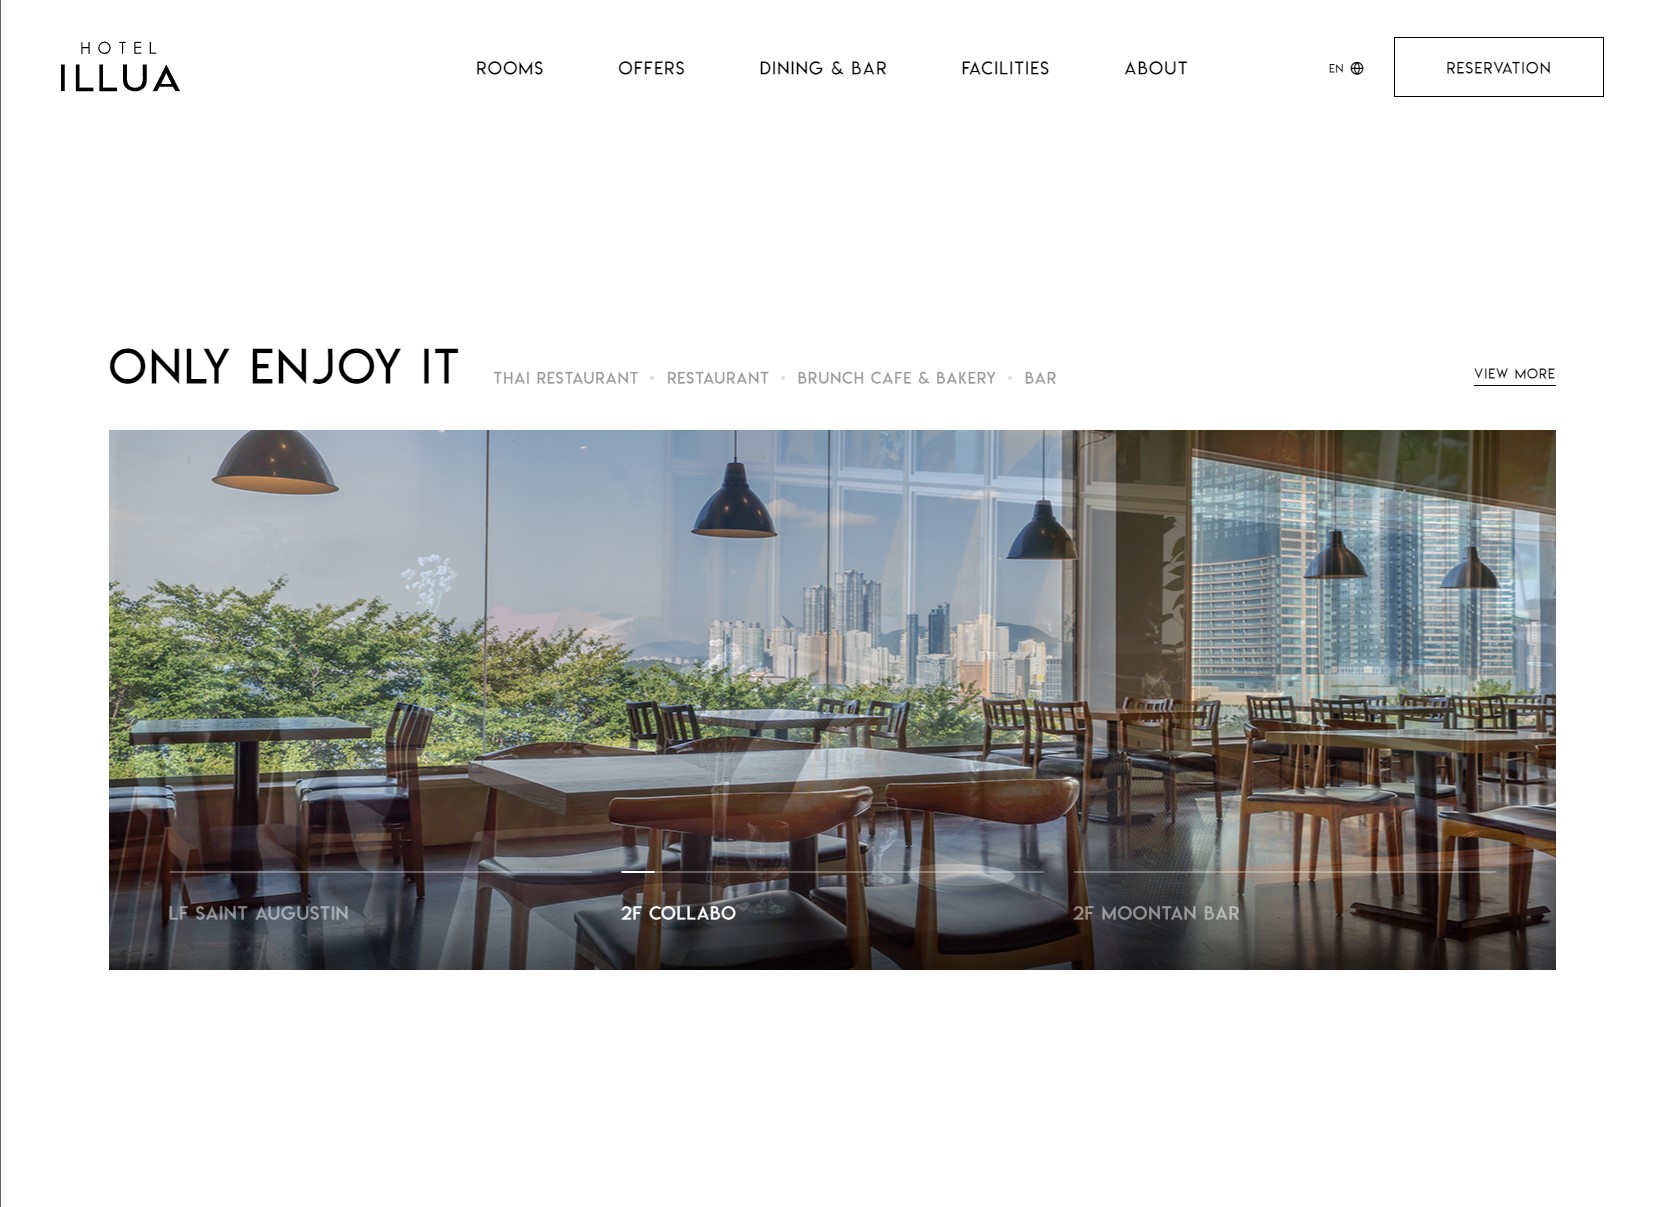 HOTEL
ILLUA
ROOMS
OFFERS
DINING & BAR
FACILITIES
ABOUT
EN
RESERVATION
ONLY ENJOY IT
THAI RESTAURANT • RESTAURANT • BRUNCH CAFE & BAKERY • BAR
VIEW MORE
LF SAINT AUGUSTIN
2F COLLABO
2F MOONTAN BAR